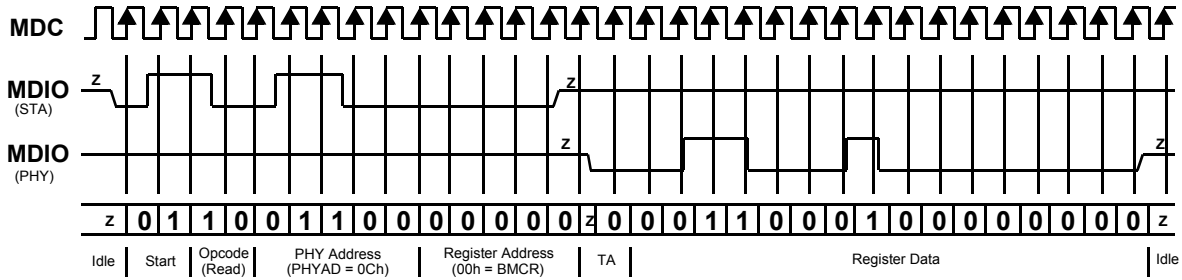 MDC
z
MDIO
(STA)
z
z
MDIO
(PHY)
z
z 0 1 1 0 0 1 1 0 0 0 0 0 0 0 z 0 0 0 1 1 0 0 0 1 0 0 0 0 0 0 0 0 z
Idle Start Opcode (Read) PHY Address (PHYAD = 0Ch) Register Address (00h = BMCR) TA Register Data Idle